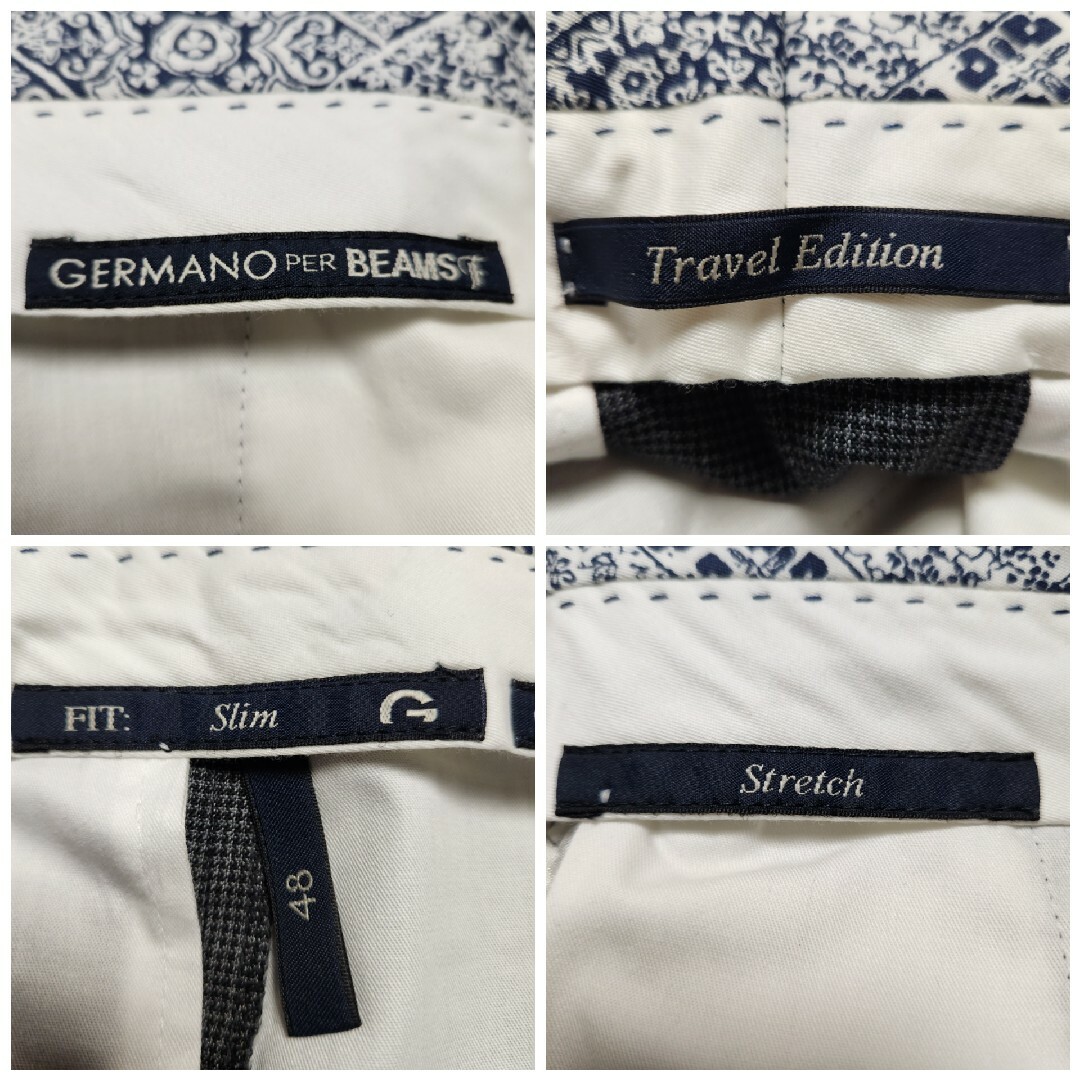 GERMANO PER BEAMS F
Travel Edition
FIT: Slim G
48
Stretch